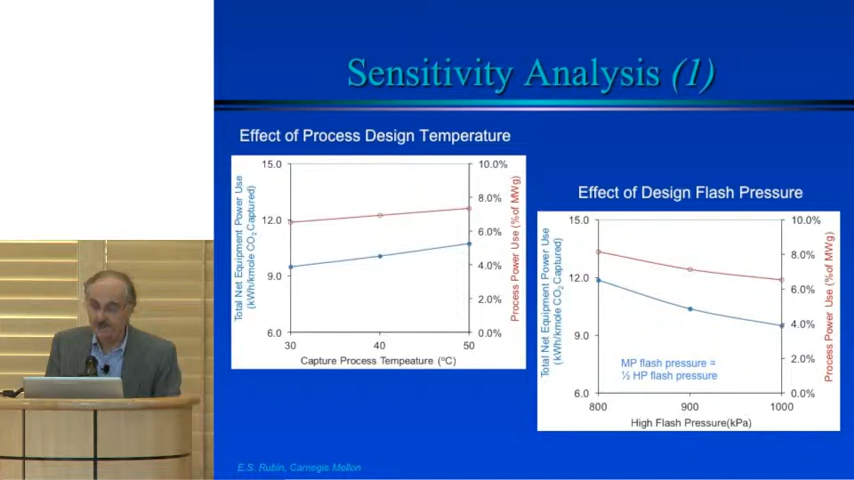 Sensitivity Analysis (1)
Effect of Process Design Temperature
15.0
12.0
9.0
6.0
10.0%
8.0%
6.0%
4.0%
2.0%
0.0%
Total Net Equipment Power Use
(kWh/kmole CO₂ Captured)
Process Power Use (% of MWg)
30
40
50
Capture Process Tempeature (°C)
Effect of Design Flash Pressure
15.0
12.0
9.0
6.0
10.0%
8.0%
6.0%
4.0%
2.0%
0.0%
Total Net Equipment Power Use
(kWh/kmole CO₂ Captured)
Process Power Use (% of MWg)
MP flash pressure =
½ HP flash pressure
800
900
1000
High Flash Pressure(kPa)
E.S. Rubin, Carnegie Mellon